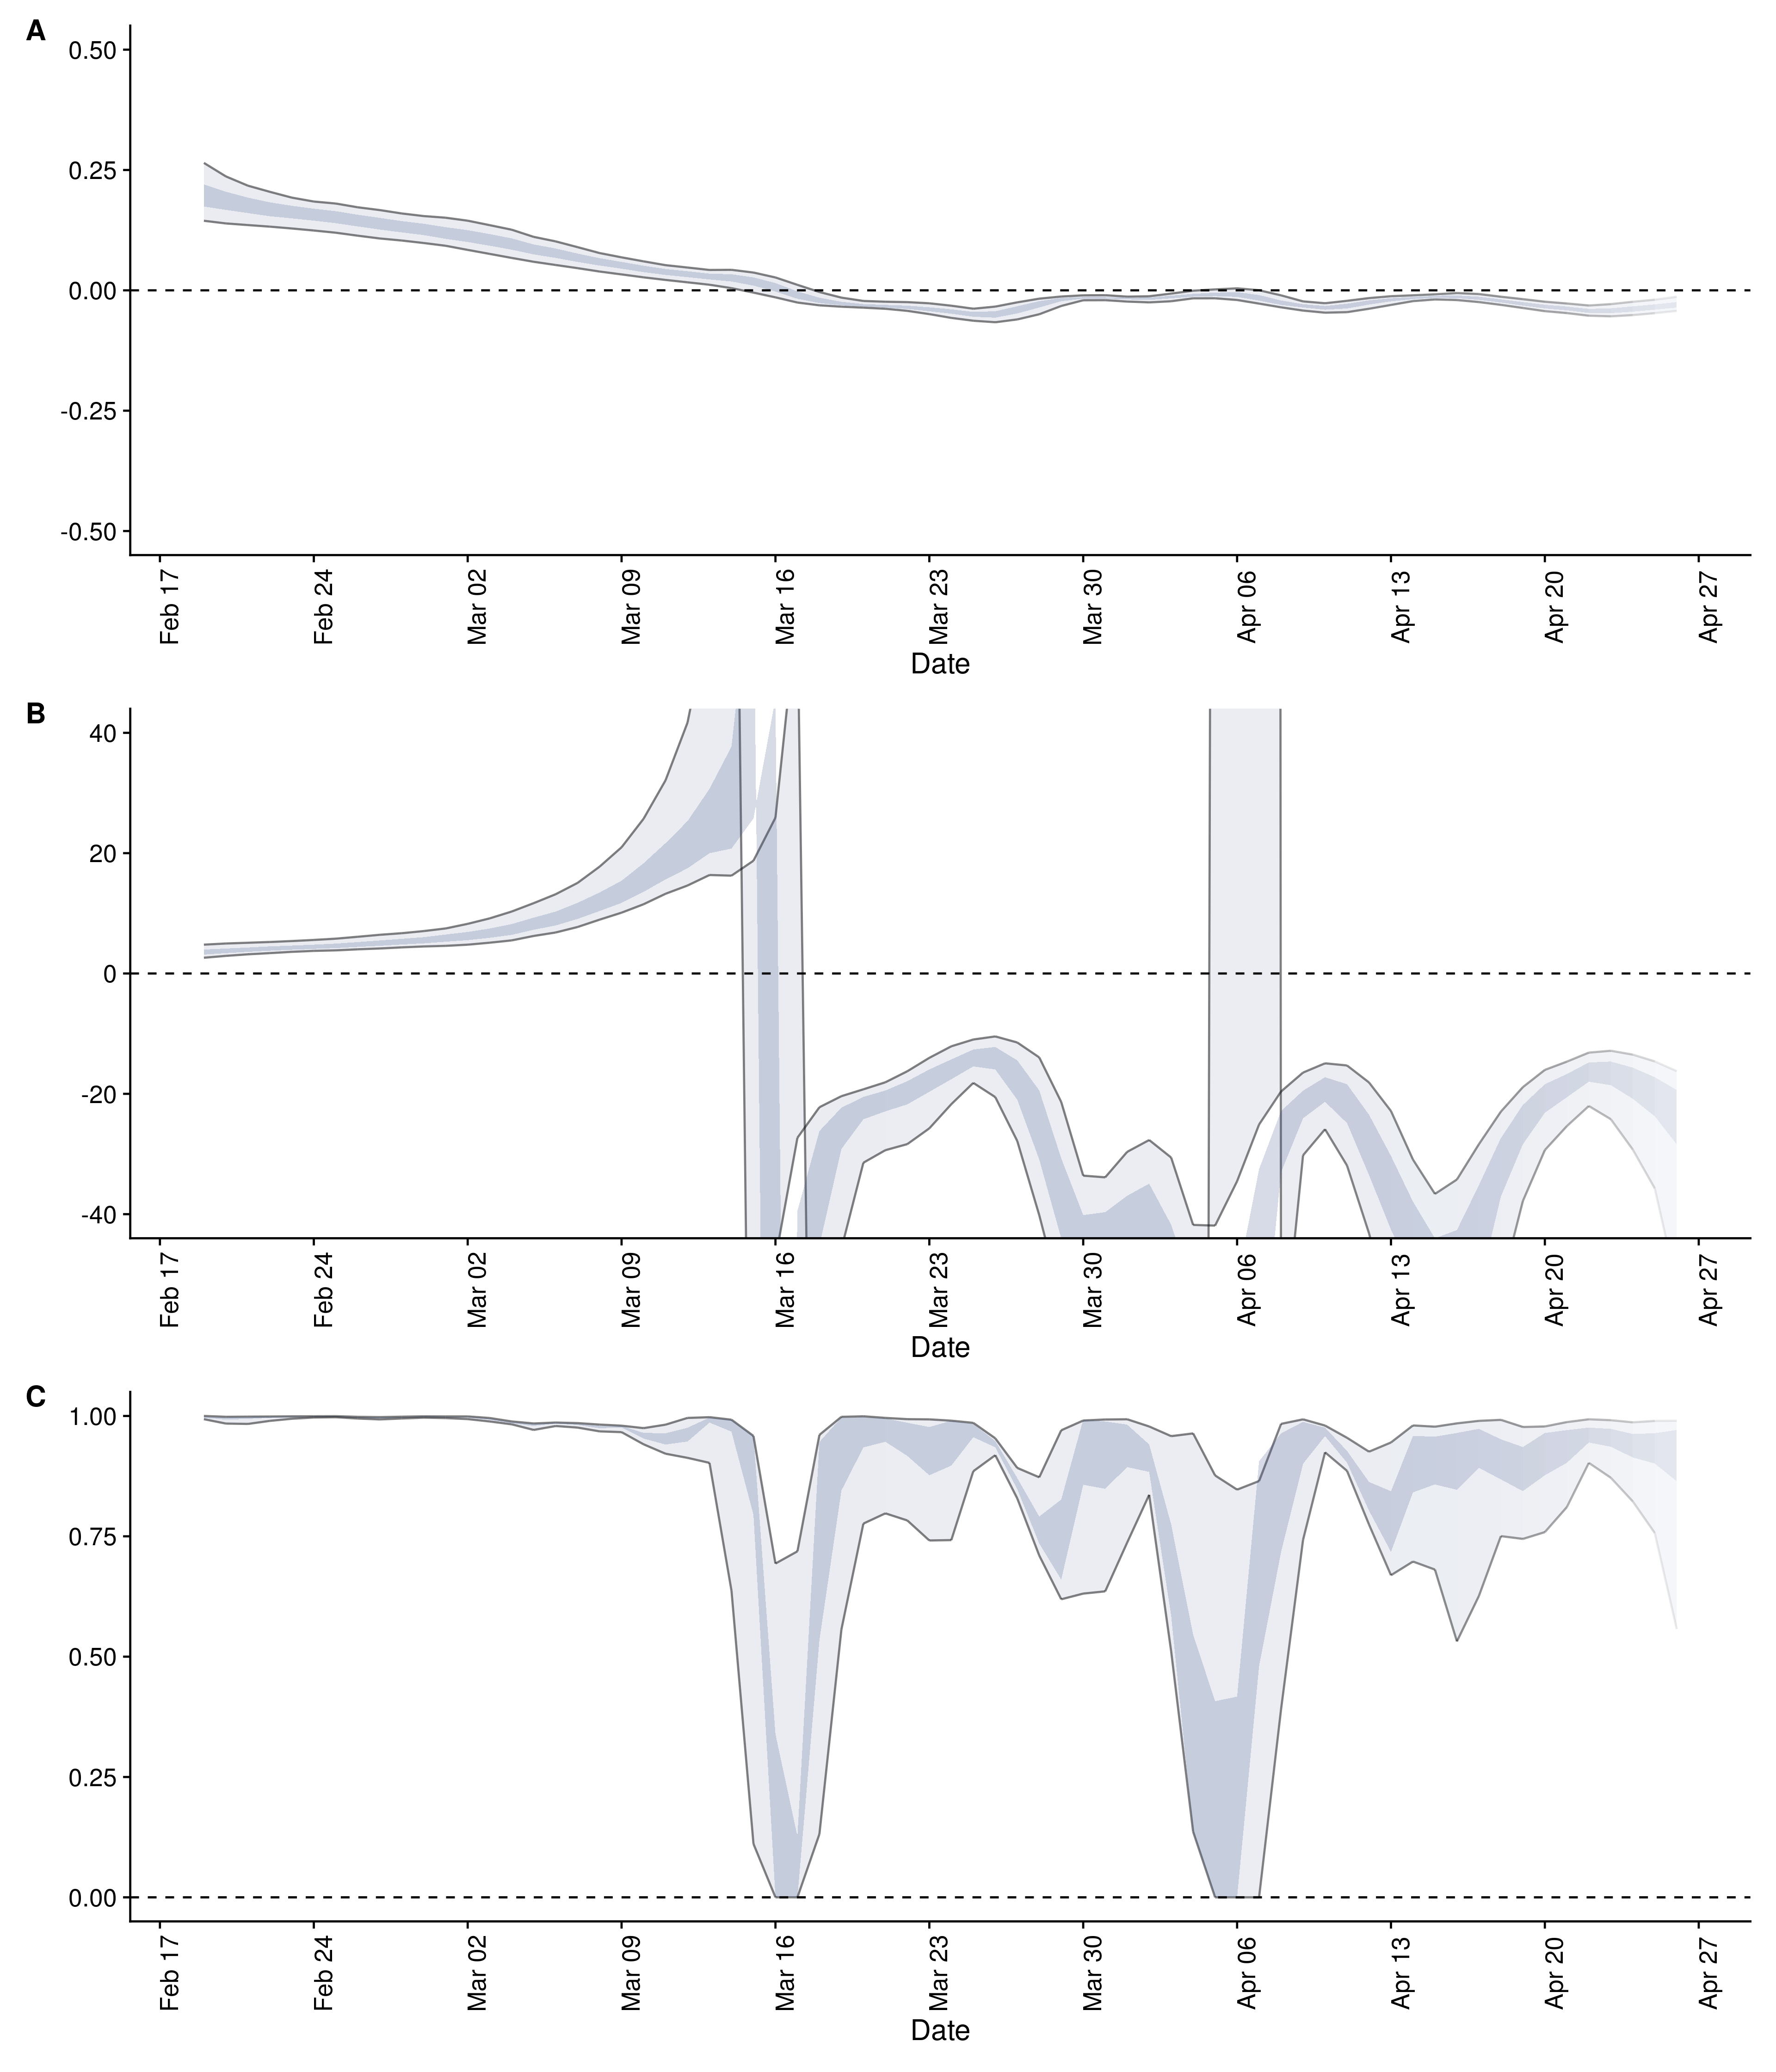 A
0.50
0.25
0.00
-0.25
-0.50
Feb 17
Feb 24
Mar 02
Mar 09
Mar 16
Mar 23
Mar 30
Apr 06
Apr 13
Apr 20
Apr 27
Date
B
40
20
0
-20
-40
Feb 17
Feb 24
Mar 02
Mar 09
Mar 16
Mar 23
Mar 30
Apr 06
Apr 13
Apr 20
Apr 27
Date
C
1.00
0.75
0.50
0.25
0.00
Feb 17
Feb 24
Mar 02
Mar 09
Mar 16
Mar 23
Mar 30
Apr 06
Apr 13
Apr 20
Apr 27
Date